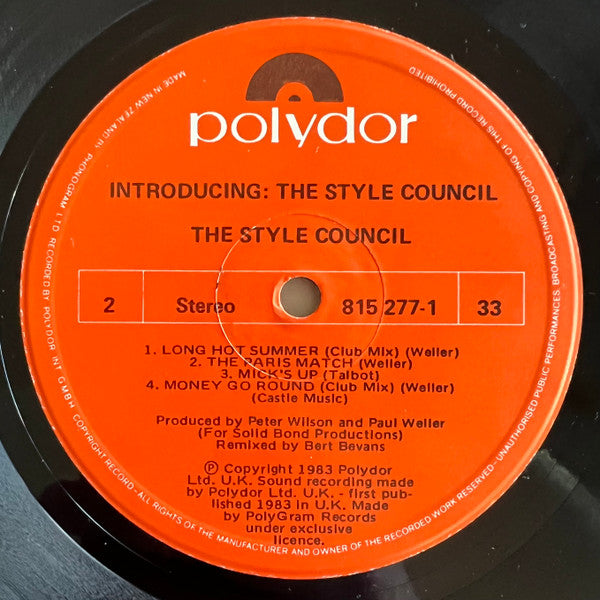 polydor
INTRODUCING: THE STYLE COUNCIL
THE STYLE COUNCIL
2 Stereo 815 277-1 33
1. LONG HOT SUMMER (Club Mix) (Weller)
2. THE PARIS MATCH (Weller)
3. MICK'S UP (Talbot)
4. MONEY GO ROUND (Club Mix) (Weller)
(Castle Music)
Produced by Peter Wilson and Paul Weller
(For Solid Bond Productions)
Remixed by Bert Bevans
Ⓟ Copyright 1983 Polydor
Ltd. U.K. Sound recording made
by Polydor Ltd. U.K. - first pub-
lished 1983 in U.K. Made
by PolyGram Records
under exclusive
licence.
MADE IN NEW ZEALAND BY PHONOGRAM LTD RECORDED BY POLYDOR INT. GMBH COPYRIGHT RECORD - ALL RIGHTS OF THE MANUFACTURER AND OWNER OF THE RECORDED WORK RESERVED - UNAUTHORISED PUBLIC PERFORMANCES, BROADCASTING AND COPYING OF THIS RECORD PROHIBITED